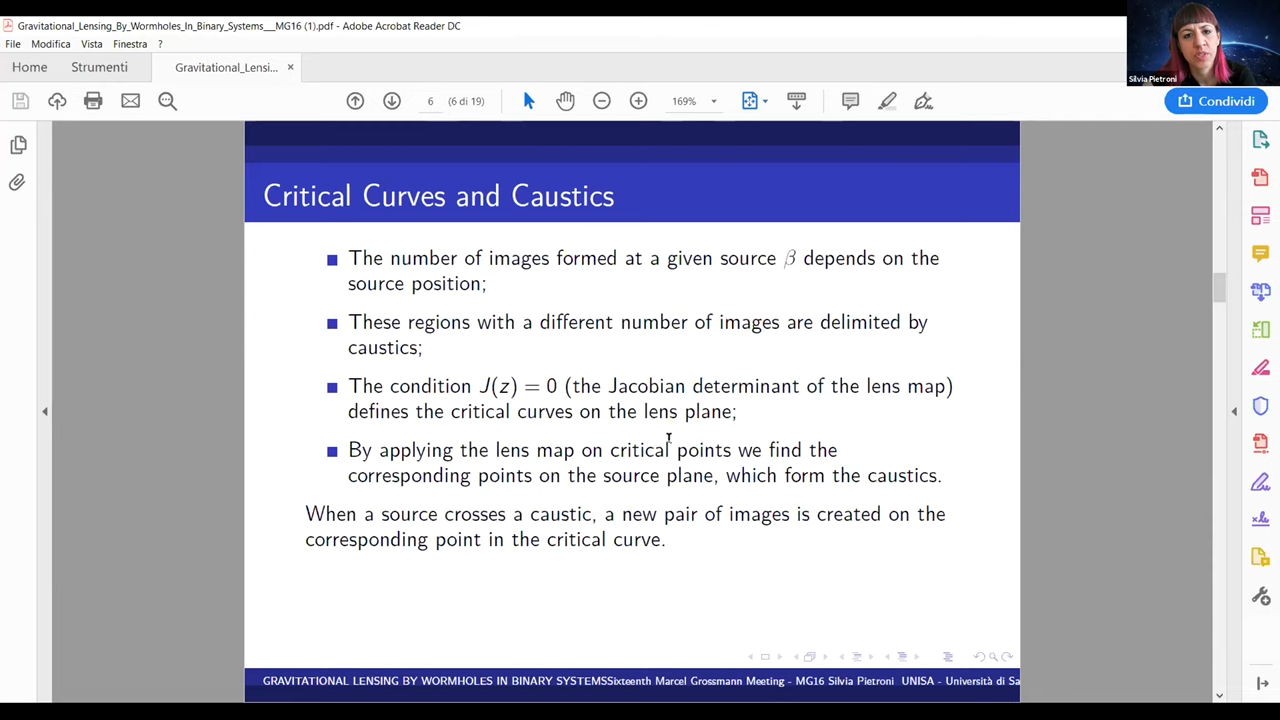 Gravitational_Lensing_By_Wormholes_In_Binary_Systems___MG16 (1).pdf - Adobe Acrobat Reader DC
File Modifica Vista Finestra ?
Home Strumenti Gravitational_Lensi... ×
6 (6 di 19) 169%
Silvia Pietroni
Condividi
Critical Curves and Caustics
The number of images formed at a given source β depends on the
source position;
These regions with a different number of images are delimited by
caustics;
The condition J(z) = 0 (the Jacobian determinant of the lens map)
defines the critical curves on the lens plane;
By applying the lens map on critical points we find the
corresponding points on the source plane, which form the caustics.
When a source crosses a caustic, a new pair of images is created on the
corresponding point in the critical curve.
GRAVITATIONAL LENSING BY WORMHOLES IN BINARY SYSTEMSSixteenth Marcel Grossmann Meeting - MG16 Silvia Pietroni UNISA - Università di Sa